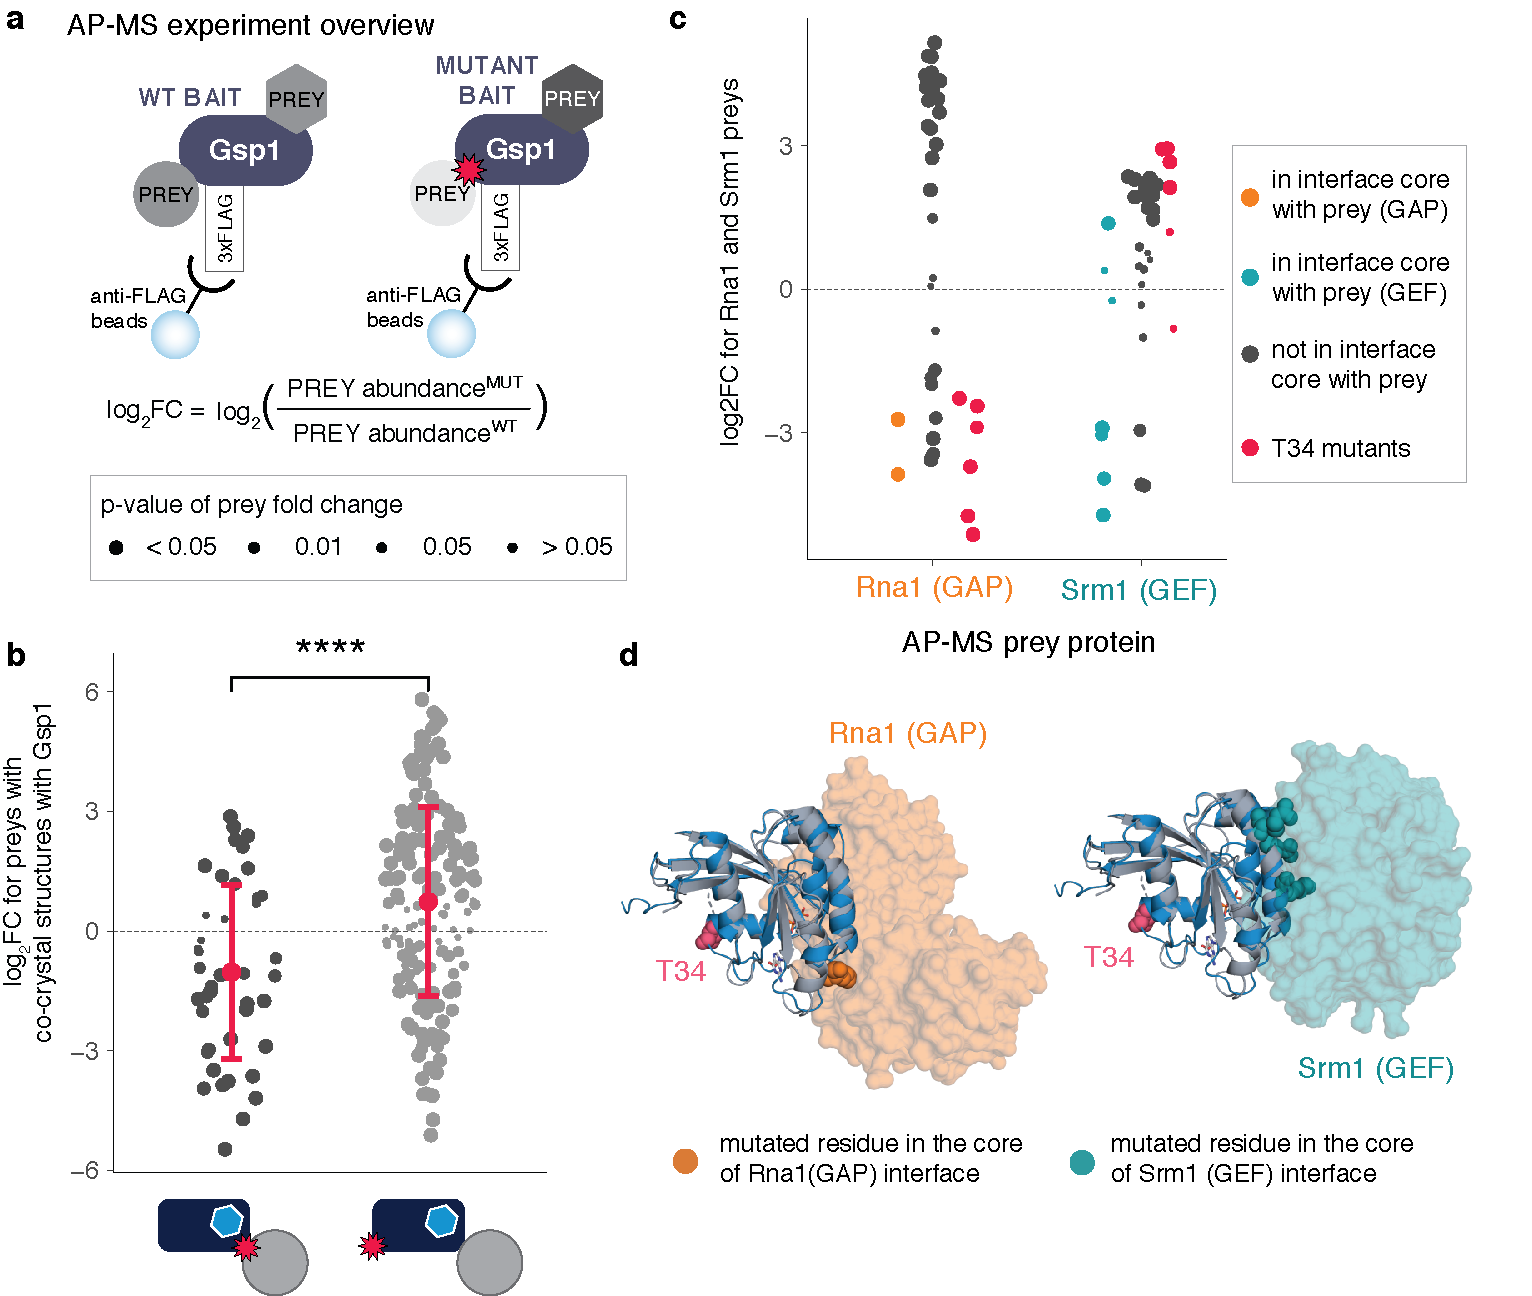 a
AP-MS experiment overview
WT BAIT
PREY
Gsp1
PREY
3xFLAG
anti-FLAG
beads
MUTANT
BAIT
PREY
Gsp1
PREY
3xFLAG
anti-FLAG
beads
log2FC = log2( PREY abundanceMUT
PREY abundanceWT )
p-value of prey fold change
< 0.05 0.01 0.05 > 0.05
c
log2FC for Rna1 and Srm1 preys
3
0
−3
Rna1 (GAP)
Srm1 (GEF)
AP-MS prey protein
in interface core
with prey (GAP)
in interface core
with prey (GEF)
not in interface
core with prey
T34 mutants
b
log2FC for preys with
co-crystal structures with Gsp1
6
3
0
−3
−6
****
d
Rna1 (GAP)
T34
T34
Srm1 (GEF)
mutated residue in the core
of Rna1(GAP) interface
mutated residue in the core
of Srm1 (GEF) interface